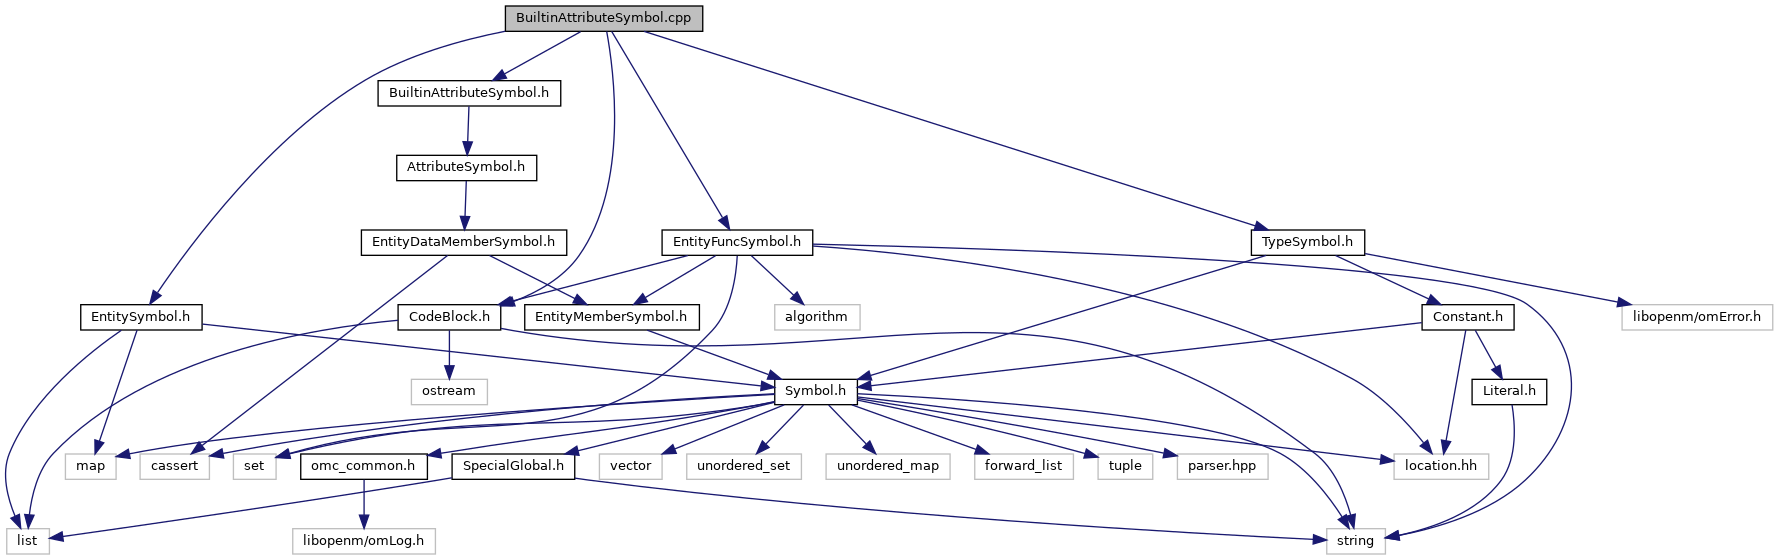 BuiltinAttributeSymbol.cpp
BuiltinAttributeSymbol.h
AttributeSymbol.h
EntityDataMemberSymbol.h
EntityFuncSymbol.h
TypeSymbol.h
EntitySymbol.h
CodeBlock.h
EntityMemberSymbol.h
algorithm
Constant.h
libopenm/omError.h
ostream
Symbol.h
Literal.h
map
cassert
set
omc_common.h
SpecialGlobal.h
vector
unordered_set
unordered_map
forward_list
tuple
parser.hpp
location.hh
list
libopenm/omLog.h
string